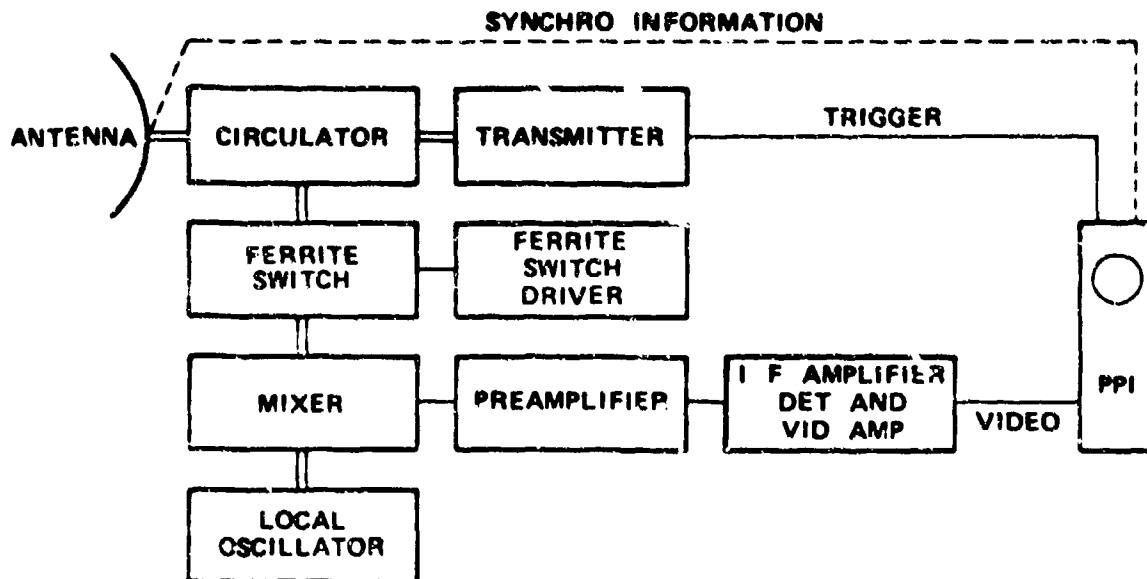 SYNCHRO INFORMATION
ANTENNA
CIRCULATOR
TRANSMITTER
TRIGGER
FERRITE
SWITCH
FERRITE
SWITCH
DRIVER
MIXER
PREAMPLIFIER
I F AMPLIFIER
DET AND
VID AMP
VIDEO
PPI
LOCAL
OSCILLATOR